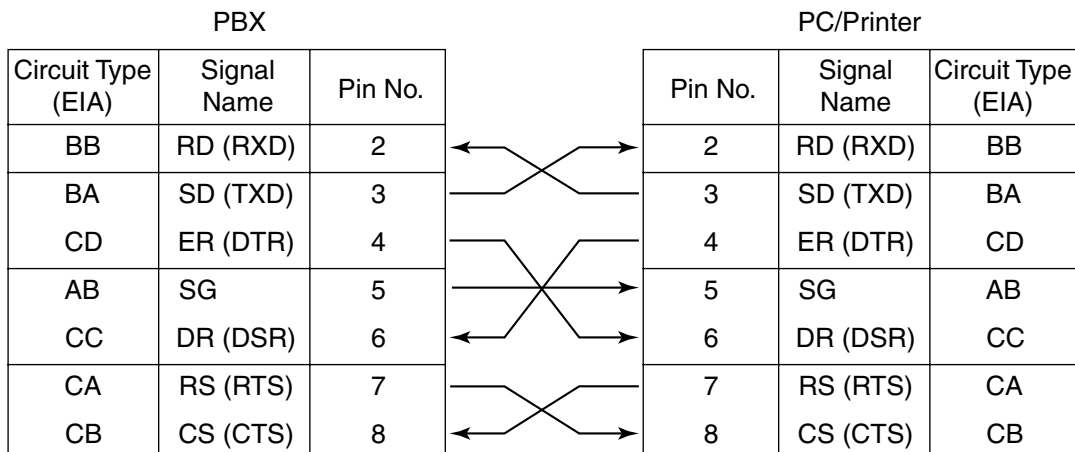 PBX PC/Printer
Circuit Type (EIA) Signal Name Pin No. Pin No. Signal Name Circuit Type (EIA)
BB RD (RXD) 2 2 RD (RXD) BB
BA SD (TXD) 3 3 SD (TXD) BA
CD ER (DTR) 4 4 ER (DTR) CD
AB SG 5 5 SG AB
CC DR (DSR) 6 6 DR (DSR) CC
CA RS (RTS) 7 7 RS (RTS) CA
CB CS (CTS) 8 8 CS (CTS) CB